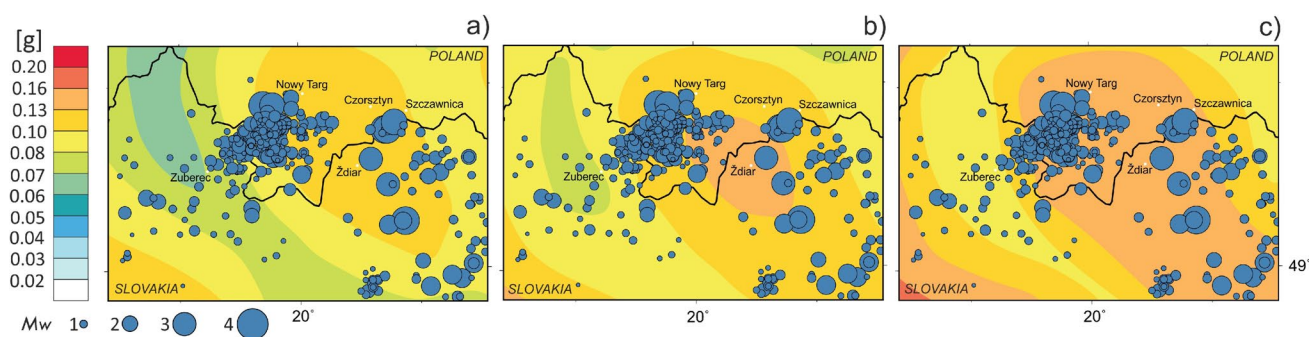 a)
b)
c)
[g]
0.20
0.16
0.13
0.10
0.08
0.07
0.06
0.05
0.04
0.03
0.02
POLAND
Nowy Targ
Czorsztyn
Szczawnica
Zuberec
Ždiar
SLOVAKIA
20°
POLAND
Nowy Targ
Czorsztyn
Szczawnica
Zuberec
Ždiar
SLOVAKIA
20°
POLAND
Nowy Targ
Czorsztyn
Szczawnica
Zuberec
Ždiar
SLOVAKIA
20°
49°
Mw 1 2 3 4